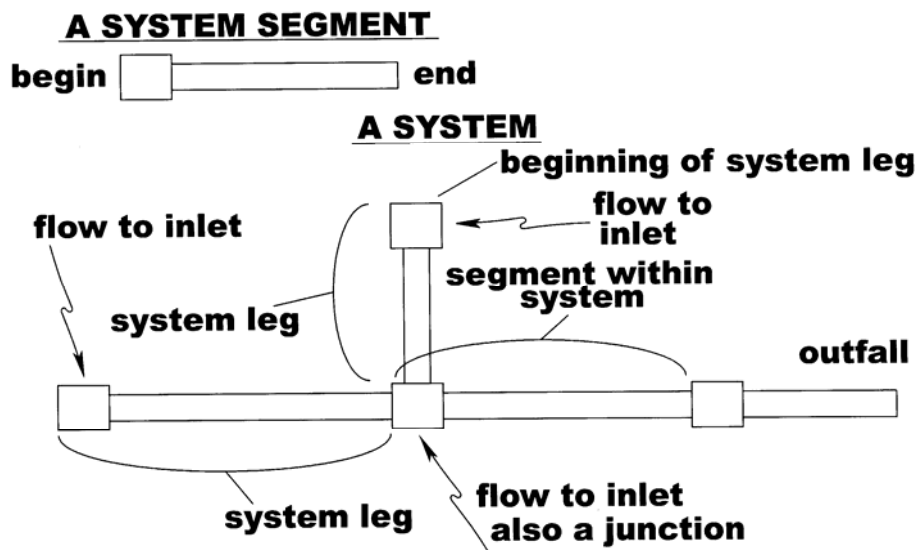 A SYSTEM SEGMENT
begin
end
A SYSTEM
beginning of system leg
flow to
inlet
flow to inlet
segment within
system
system leg
outfall
system leg
flow to inlet
also a junction